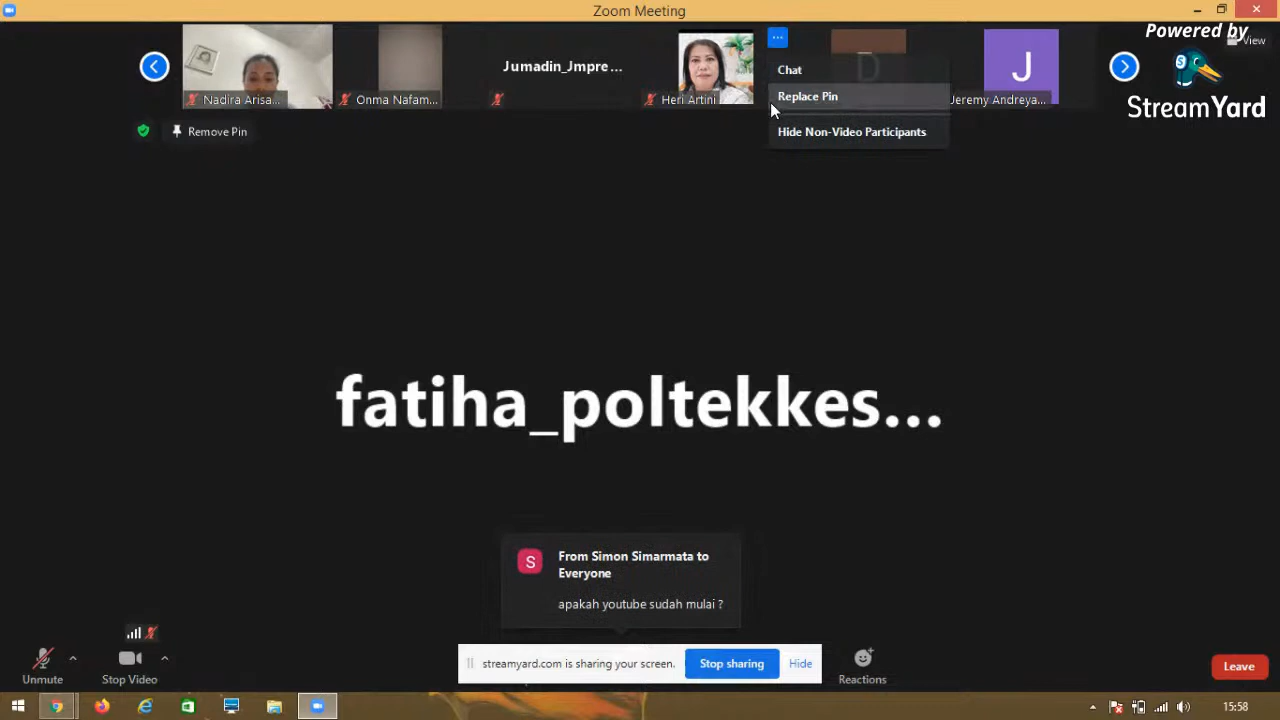 Zoom Meeting
Powered by
StreamYard
View
Nadira Arisa...
Onma Nafam...
Jumadin_Jmpre...
Heri Artini
D
J
Jeremy Andreya...
Chat
Replace Pin
Hide Non-Video Participants
Remove Pin
fatiha_poltekkes...
S
From Simon Simarmata to
Everyone
apakah youtube sudah mulai ?
streamyard.com is sharing your screen.
Stop sharing
Hide
Unmute
Stop Video
Reactions
Leave
15:58